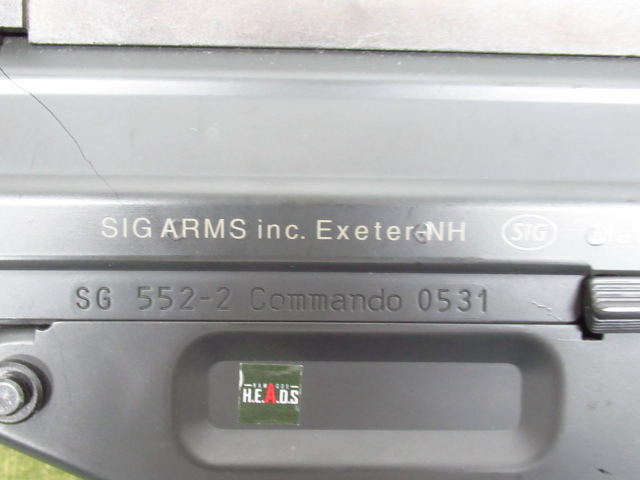 SIG ARMS inc. Exeter-NH SIG
SG 552-2 Commando 0531
H.E.A.D.S